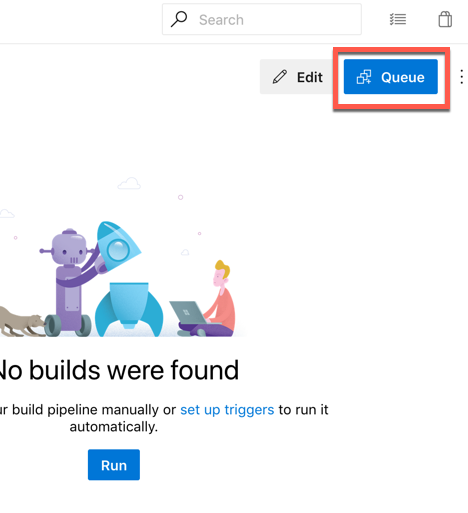 Search
Edit
Queue
No builds were found
build pipeline manually or set up triggers to run it
automatically.
Run